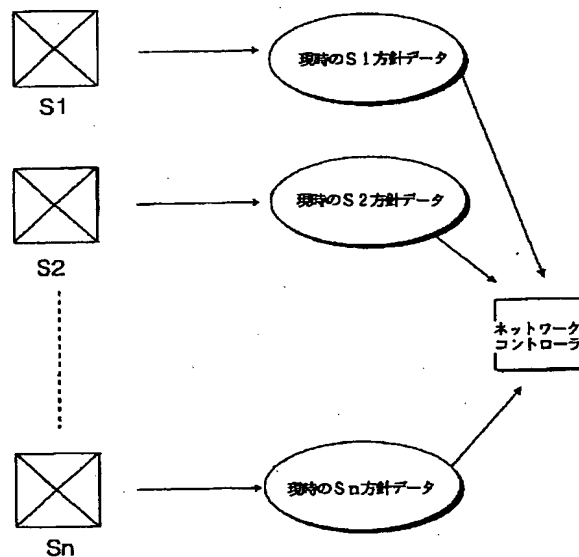 現時のS1方針データ
S1
現時のS2方針データ
S2
ネットワーク
コントローラ
現時のSn方針データ
Sn